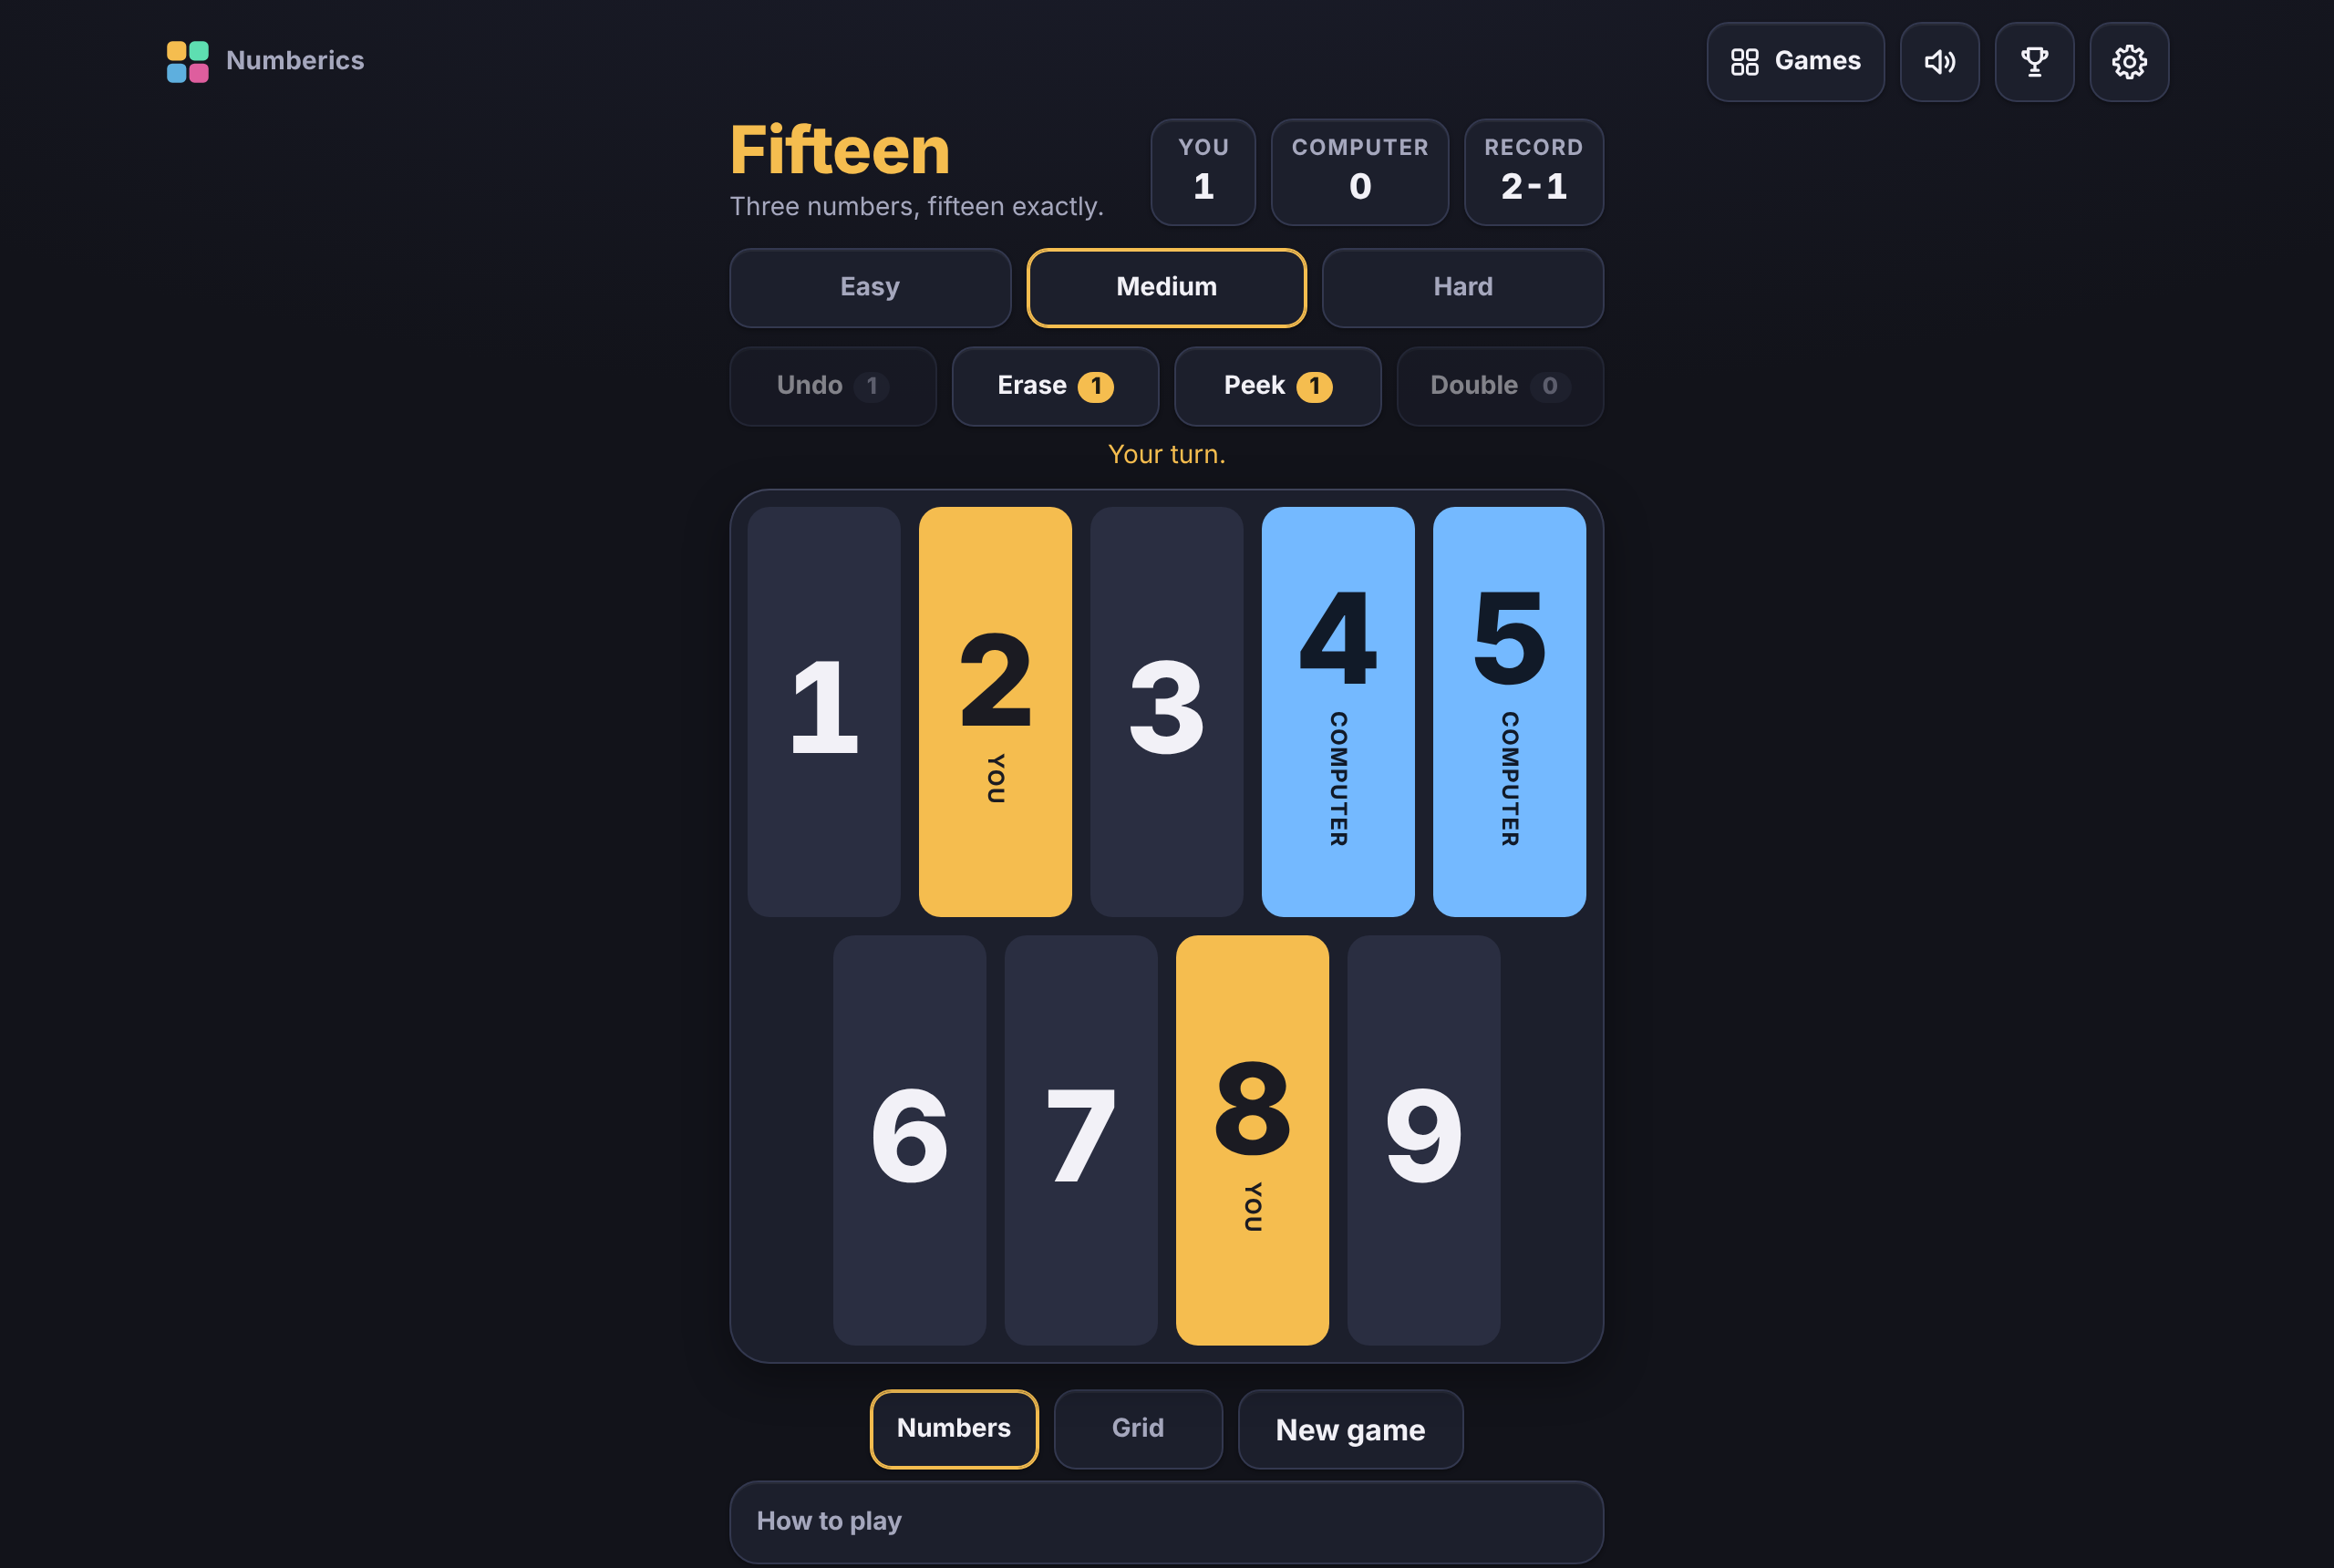 Numberics
Games
Fifteen
Three numbers, fifteen exactly.
YOU
1
COMPUTER
0
RECORD
2-1
Easy
Medium
Hard
Undo 1
Erase 1
Peek 1
Double 0
Your turn.
1
2
YOU
3
4
COMPUTER
5
COMPUTER
6
7
8
YOU
9
Numbers
Grid
New game
How to play